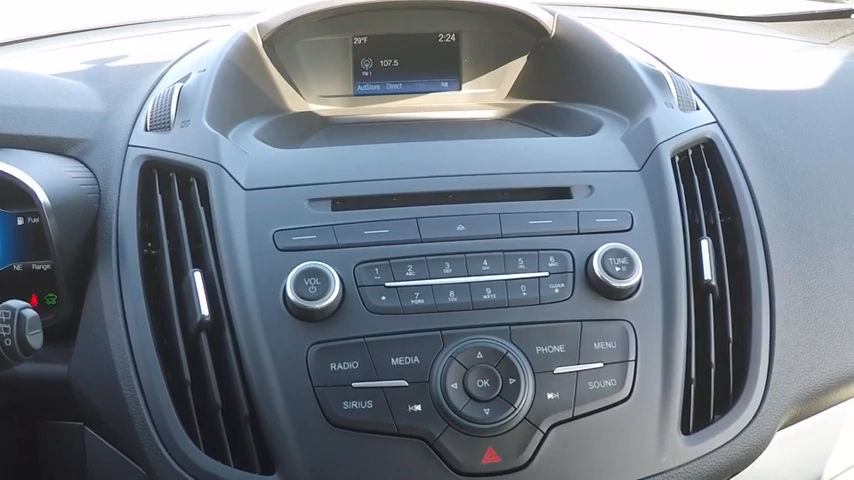 29°F 2:24
107.5
FM 1
AutStore Direct
Fuel
NE Range
VOL
TUNE
1 2 ABC 3 DEF 4 GHI 5 JKL 6 MNO
* 7 PQRS 8 TUV 9 WXYZ 0 CLOCK
RADIO MEDIA PHONE MENU
OK
SIRIUS SOUND